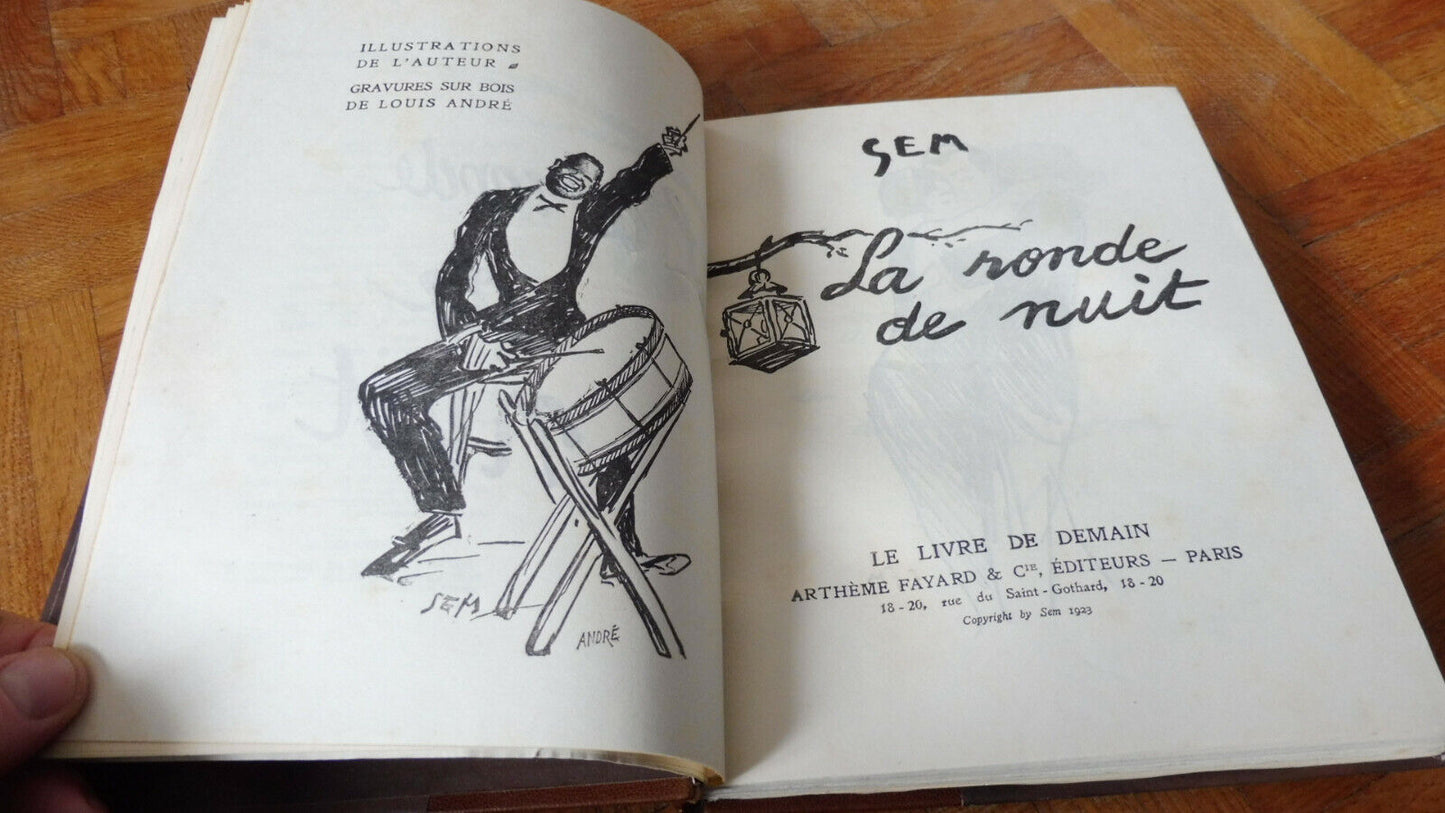 ILLUSTRATIONS
DE L'AUTEUR
GRAVURES SUR BOIS
DE LOUIS ANDRÉ
SEM
ANDRÉ
SEM
La ronde
de nuit
LE LIVRE DE DEMAIN
ARTHÈME FAYARD & CIE, ÉDITEURS — PARIS
18-20, rue du Saint-Gothard, 18-20
Copyright by Sem 1923